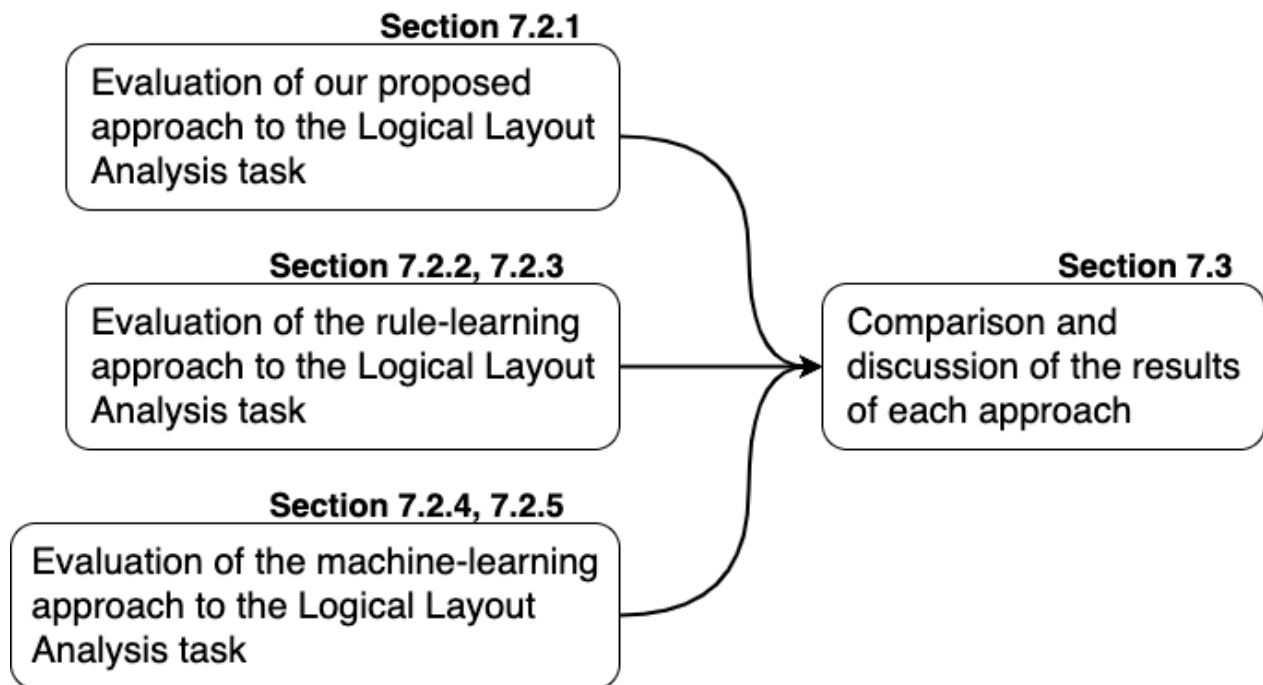 Section 7.2.1
Evaluation of our proposed
approach to the Logical Layout
Analysis task
Section 7.2.2, 7.2.3
Evaluation of the rule-learning
approach to the Logical Layout
Analysis task
Section 7.2.4, 7.2.5
Evaluation of the machine-learning
approach to the Logical Layout
Analysis task
Section 7.3
Comparison and
discussion of the results
of each approach